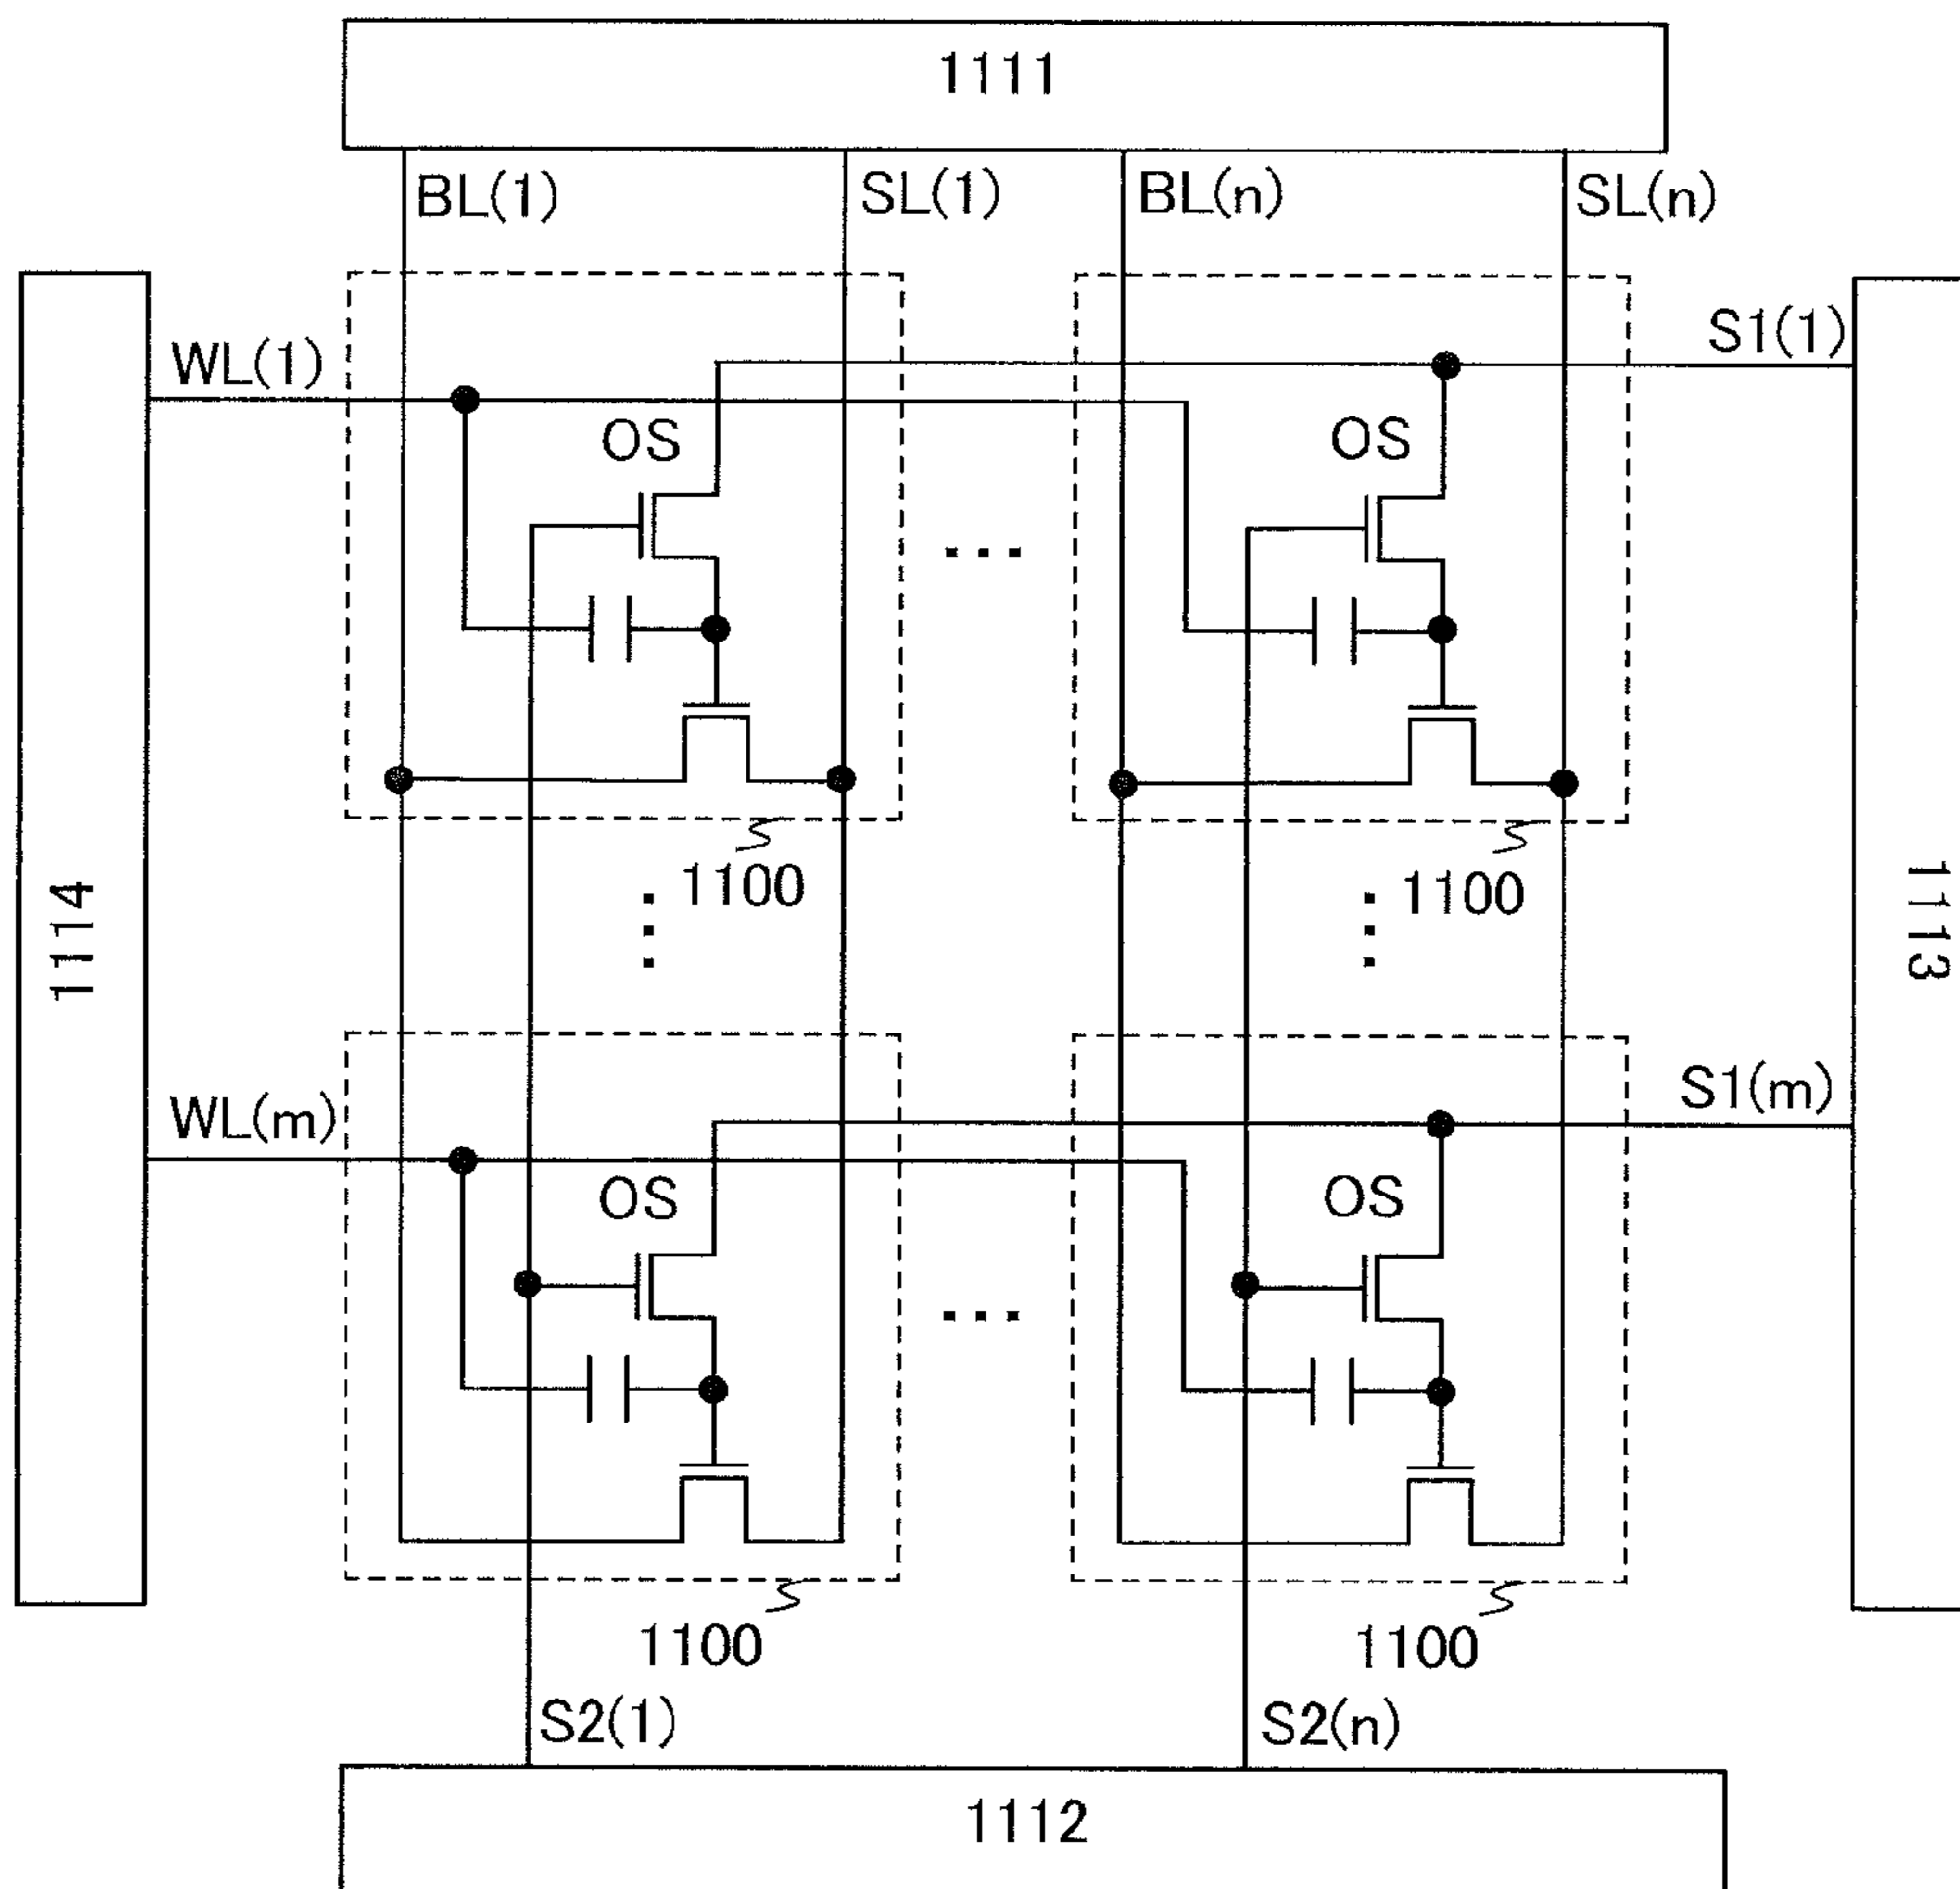 1111
BL(1)
SL(1)
BL(n)
SL(n)
WL(1)
S1(1)
OS
OS
...
1100
1100
1114
1113
WL(m)
S1(m)
OS
OS
...
1100
1100
S2(1)
S2(n)
1112